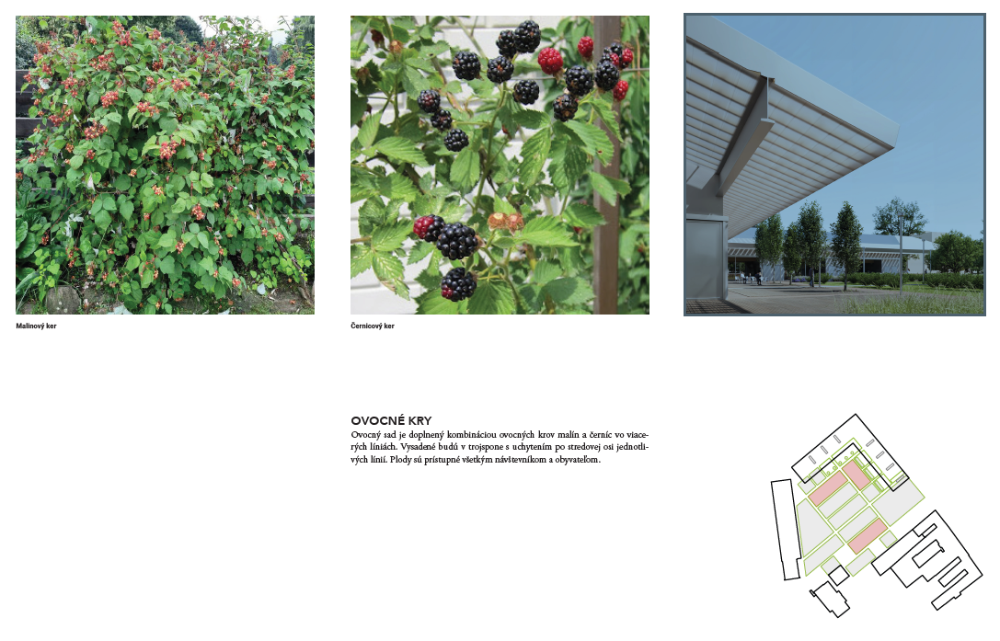 Malinový ker
Černicový ker
OVOCNÉ KRY
Ovocný sad je doplnený kombináciou ovocných krov malín a černíc vo viace-
rých líniách. Vysadené budú v trojspone s uchytením po stredovej osi jednotli-
vých línií. Plody sú prístupné všetkým návštevníkom a obyvateľom.